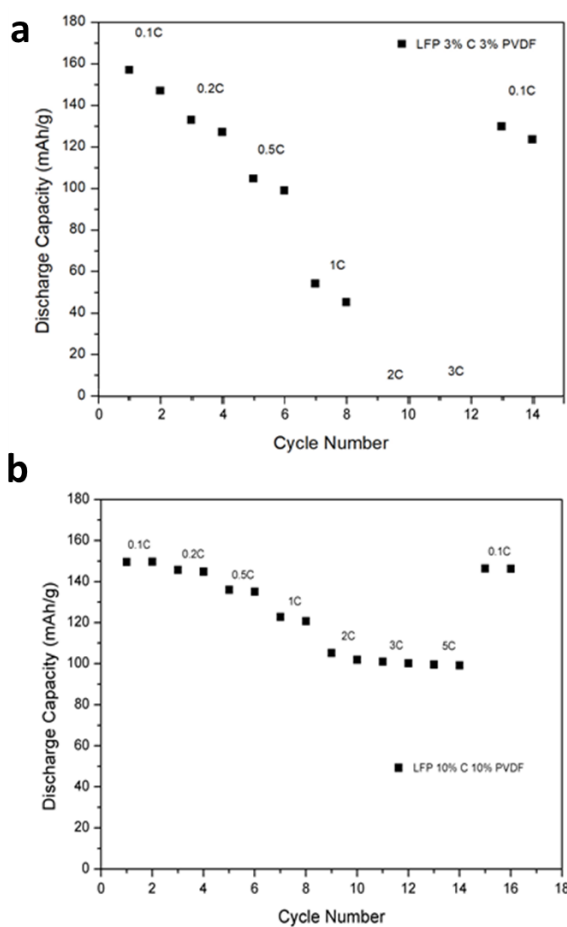 a
180
160
140
120
100
80
60
40
20
0
Discharge Capacity (mAh/g)
0.1C
0.2C
0.5C
1C
2C
3C
0.1C
LFP 3% C 3% PVDF
0 2 4 6 8 10 12 14
Cycle Number
b
180
160
140
120
100
80
60
40
20
0
Discharge Capacity (mAh/g)
0.1C
0.2C
0.5C
1C
2C
3C
5C
0.1C
LFP 10% C 10% PVDF
0 2 4 6 8 10 12 14 16 18
Cycle Number